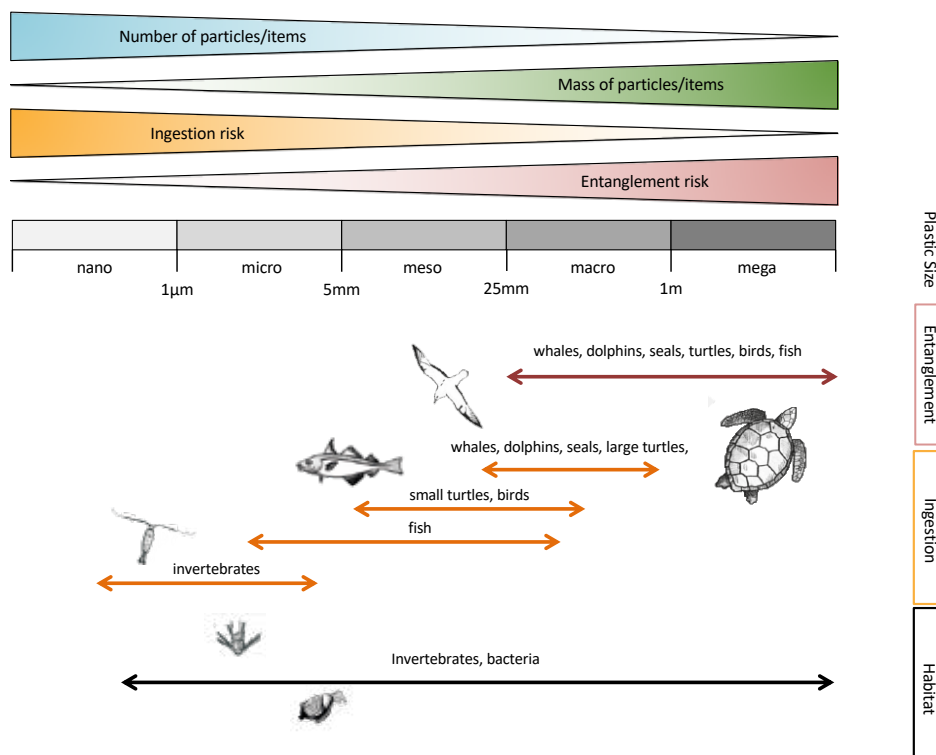 Number of particles/items
Mass of particles/items
Ingestion risk
Entanglement risk
Plastic Size
nano
micro
meso
macro
mega
1μm
5mm
25mm
1m
Entanglement
whales, dolphins, seals, turtles, birds, fish
whales, dolphins, seals, large turtles,
Ingestion
small turtles, birds
fish
invertebrates
Invertebrates, bacteria
Habitat